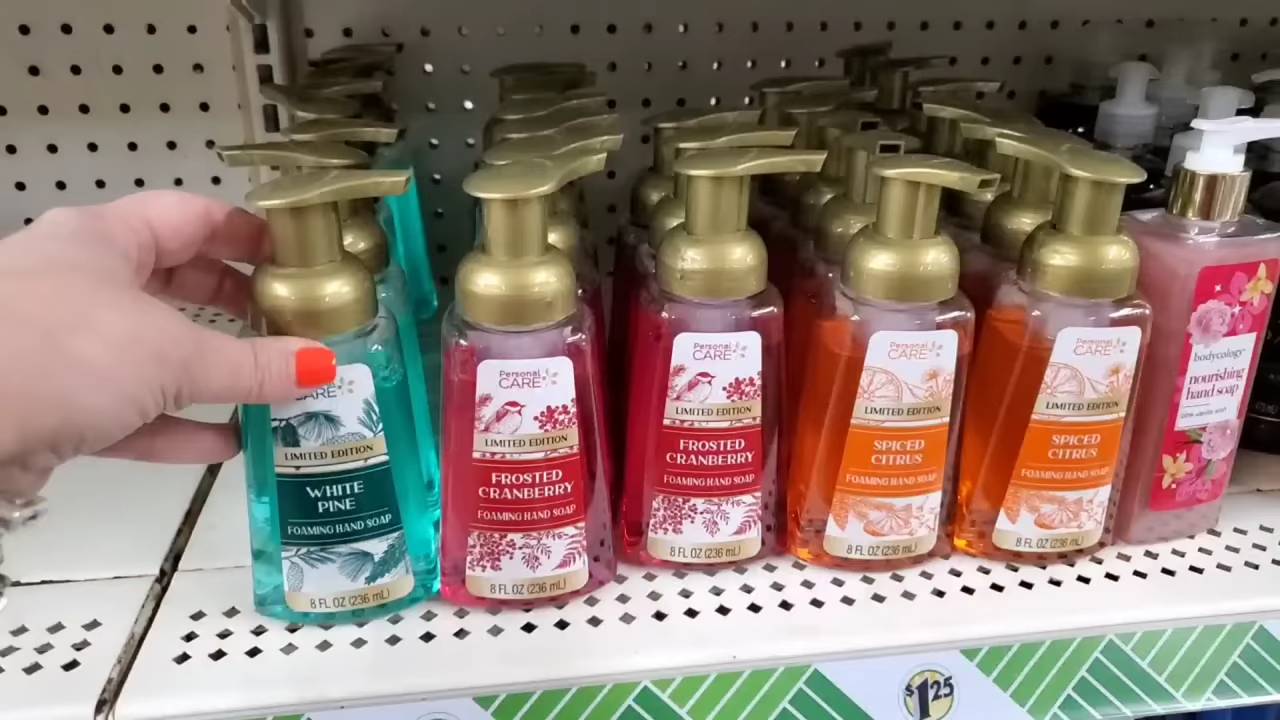 CARE
LIMITED EDITION
WHITE
PINE
FOAMING HAND SOAP
8 FL OZ (236 mL)
Personal
CARE
LIMITED EDITION
FROSTED
CRANBERRY
FOAMING HAND SOAP
8 FL OZ (236 mL)
Personal
CARE
LIMITED EDITION
FROSTED
CRANBERRY
FOAMING HAND SOAP
8 FL OZ (236 mL)
Personal
CARE
LIMITED EDITION
SPICED
CITRUS
FOAMING HAND SOAP
8 FL OZ (236 mL)
Personal
CARE
LIMITED EDITION
SPICED
CITRUS
FOAMING HAND SOAP
8 FL OZ (236 mL)
bodycology
nourishing
hand soap
$1.25